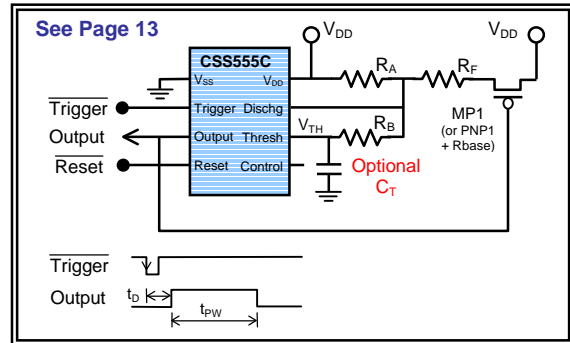 See Page 13
V_DD
V_DD
CSS555C
R_A
R_F
V_SS
V_DD
Trigger
Trigger
Dischg
MP1
(or PNP1
+ Rbase)
Output
Output
Thresh
V_TH
R_B
Reset
Reset
Control
Optional
C_T
Trigger
Output
t_D
t_PW